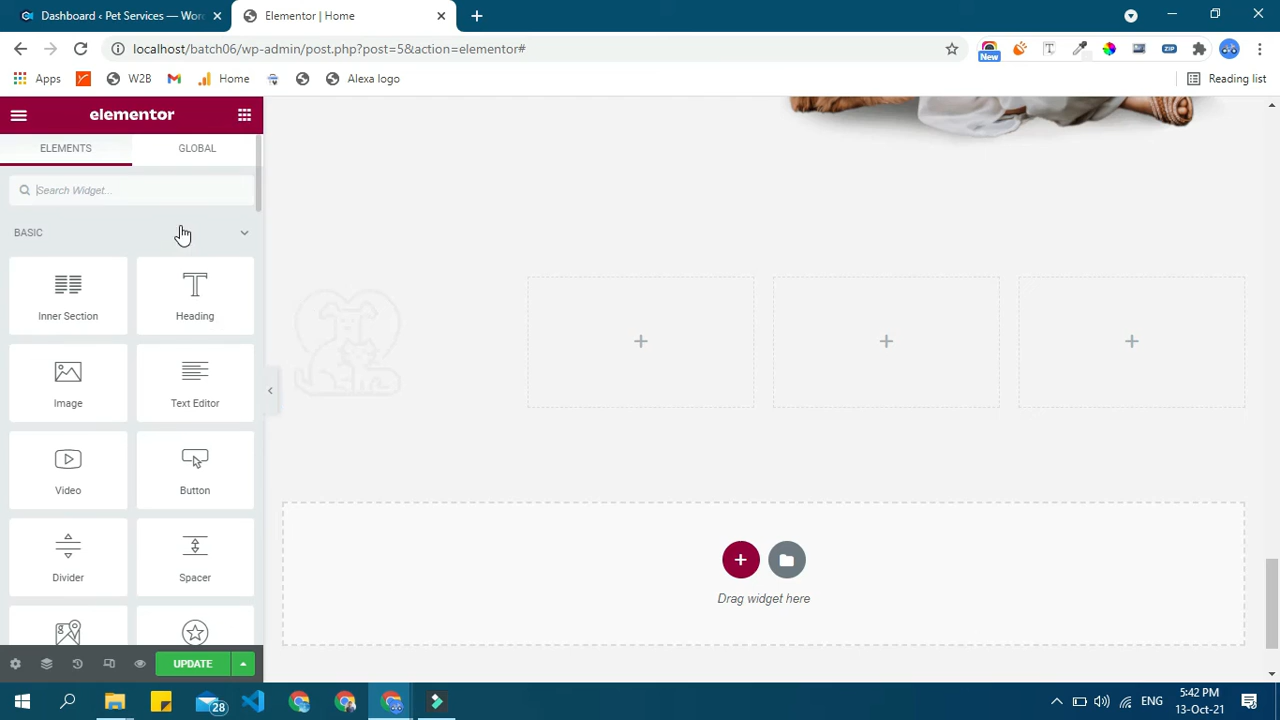 Dashboard ‹ Pet Services — Wor
Elementor | Home
localhost/batch06/wp-admin/post.php?post=5&action=elementor#
New
ZIP
Apps
W2B
Home
Alexa logo
Reading list
elementor
ELEMENTS
GLOBAL
Search Widget...
BASIC
Inner Section
Heading
Image
Text Editor
Video
Button
Divider
Spacer
Drag widget here
UPDATE
28
ENG
5:42 PM
13-Oct-21